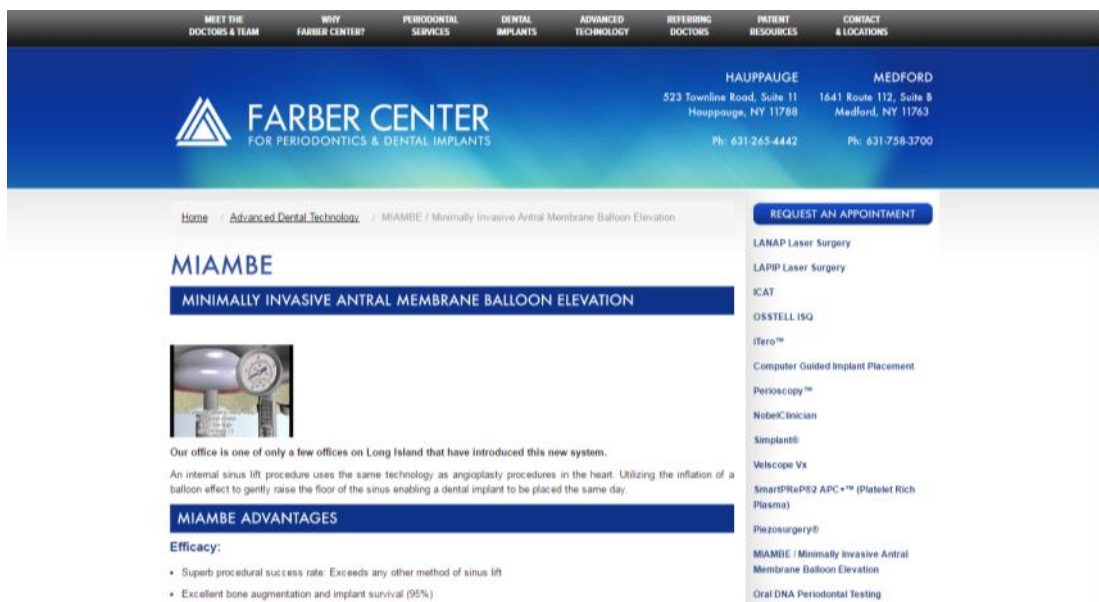 MEET THE
DOCTORS & TEAM
WHY
FARBER CENTER?
PERIODONTAL
SERVICES
DENTAL
IMPLANTS
ADVANCED
TECHNOLOGY
REFERRING
DOCTORS
PATIENT
RESOURCES
CONTACT
& LOCATIONS
FARBER CENTER
FOR PERIODONTICS & DENTAL IMPLANTS
HAUPPAUGE
523 Townline Road, Suite 11
Hauppauge, NY 11788
Ph: 631-265-4442
MEDFORD
1641 Route 112, Suite B
Medford, NY 11763
Ph: 631-758-3700
Home / Advanced Dental Technology / MIAMBE / Minimally Invasive Antral Membrane Balloon Elevation
MIAMBE
MINIMALLY INVASIVE ANTRAL MEMBRANE BALLOON ELEVATION
Our office is one of only a few offices on Long Island that have introduced this new system.
An internal sinus lift procedure uses the same technology as angioplasty procedures in the heart. Utilizing the inflation of a
balloon effect to gently raise the floor of the sinus enabling a dental implant to be placed the same day.
MIAMBE ADVANTAGES
Efficacy:
• Superb procedural success rate: Exceeds any other method of sinus lift
• Excellent bone augmentation and implant survival (95%)
REQUEST AN APPOINTMENT
LANAP Laser Surgery
LAPIP Laser Surgery
ICAT
OSSTELL ISQ
iTero™
Computer Guided Implant Placement
Perioscopy™
NobelClinician
Simplant®
Velscope Vx
SmartPReP®2 APC+™ (Platelet Rich
Plasma)
Piezosurgery®
MIAMBE / Minimally Invasive Antral
Membrane Balloon Elevation
Oral DNA Periodontal Testing